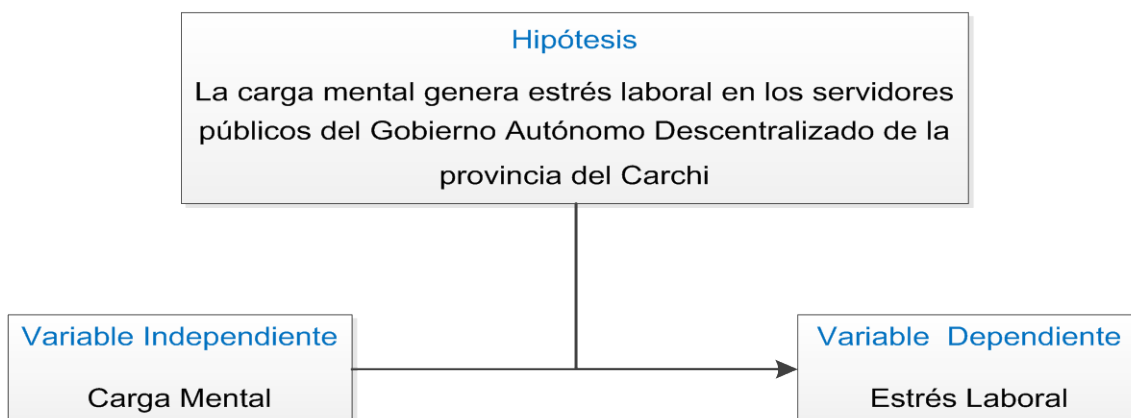 Hipótesis
La carga mental genera estrés laboral en los servidores
públicos del Gobierno Autónomo Descentralizado de la
provincia del Carchi
Variable Independiente
Carga Mental
Variable Dependiente
Estrés Laboral